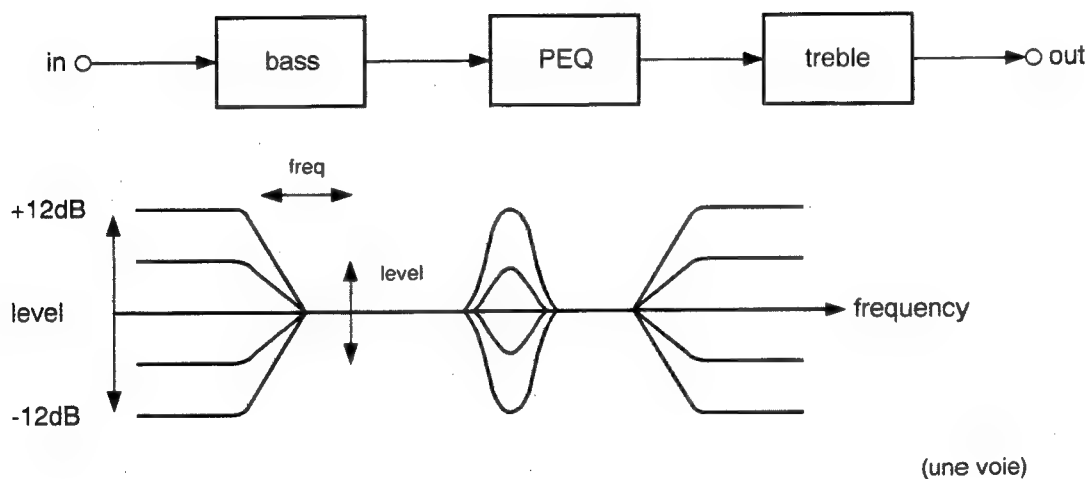 in bass PEQ treble out
freq
+12dB
level
level frequency
-12dB
(une voie)